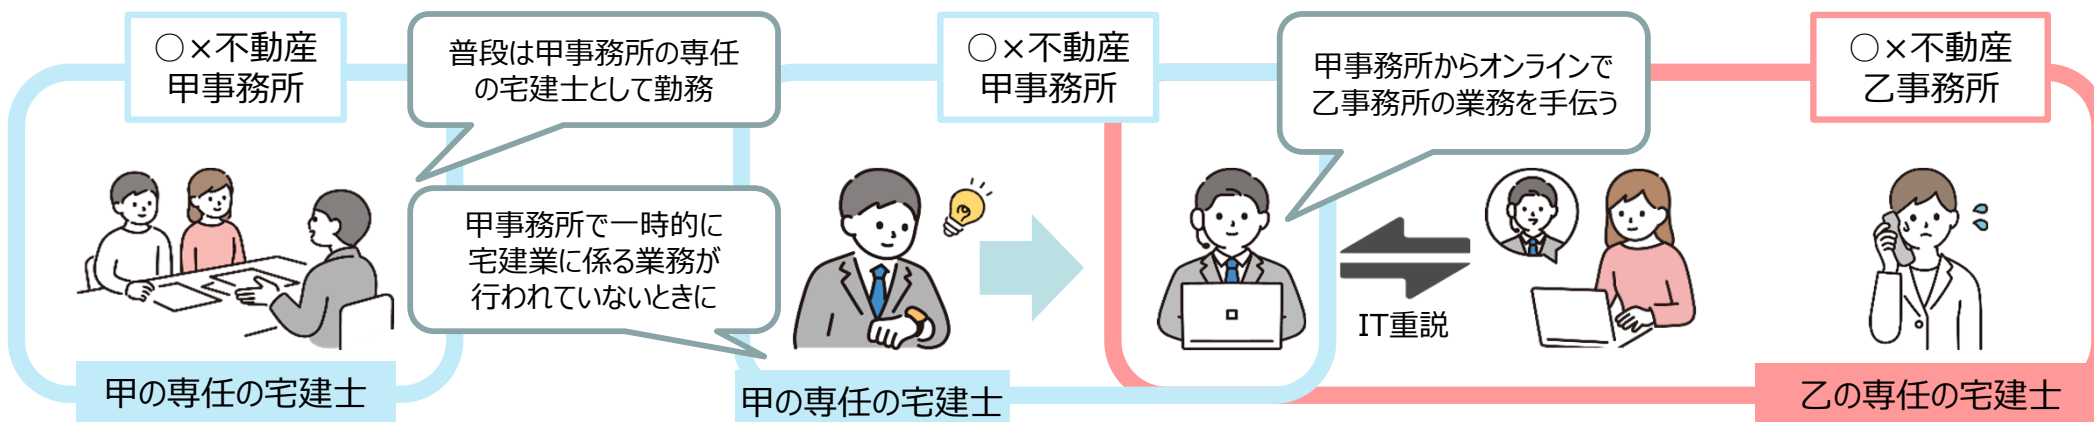 ○×不動産
甲事務所
普段は甲事務所の専任
の宅建士として勤務
甲事務所で一時的に
宅建業に係る業務が
行われていないときに
甲の専任の宅建士
○×不動産
甲事務所
甲の専任の宅建士
甲事務所からオンラインで
乙事務所の業務を手伝う
IT重説
○×不動産
乙事務所
乙の専任の宅建士